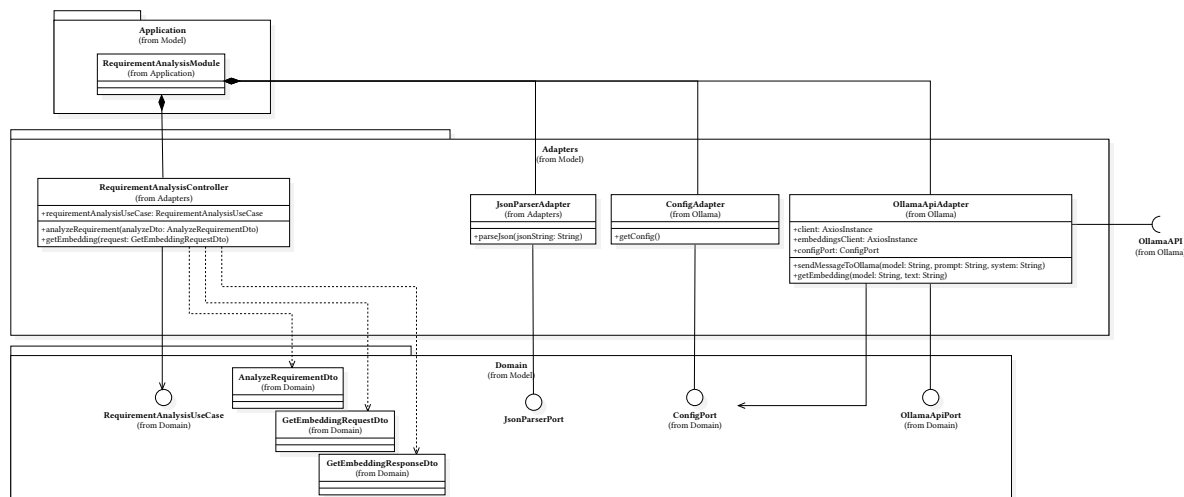 Application
(from Model)
RequirementAnalysisModule
(from Application)
Adapters
(from Model)
RequirementAnalysisController
(from Adapters)
+requirementAnalysisUseCase: RequirementAnalysisUseCase
+analyzeRequirement(analyzeDto: AnalyzeRequirementDto)
+getEmbedding(request: GetEmbeddingRequestDto)
JsonParserAdapter
(from Adapters)
+parseJson(jsonString: String)
ConfigAdapter
(from Ollama)
+getConfig()
OllamaApiAdapter
(from Ollama)
+client: AxiosInstance
+embeddingsClient: AxiosInstance
+configPort: ConfigPort
+sendMessageToOllama(model: String, prompt: String, system: String)
+getEmbedding(model: String, text: String)
OllamaAPI
(from Ollama)
Domain
(from Model)
RequirementAnalysisUseCase
(from Domain)
AnalyzeRequirementDto
(from Domain)
GetEmbeddingRequestDto
(from Domain)
GetEmbeddingResponseDto
(from Domain)
JsonParserPort
ConfigPort
(from Domain)
OllamaApiPort
(from Domain)